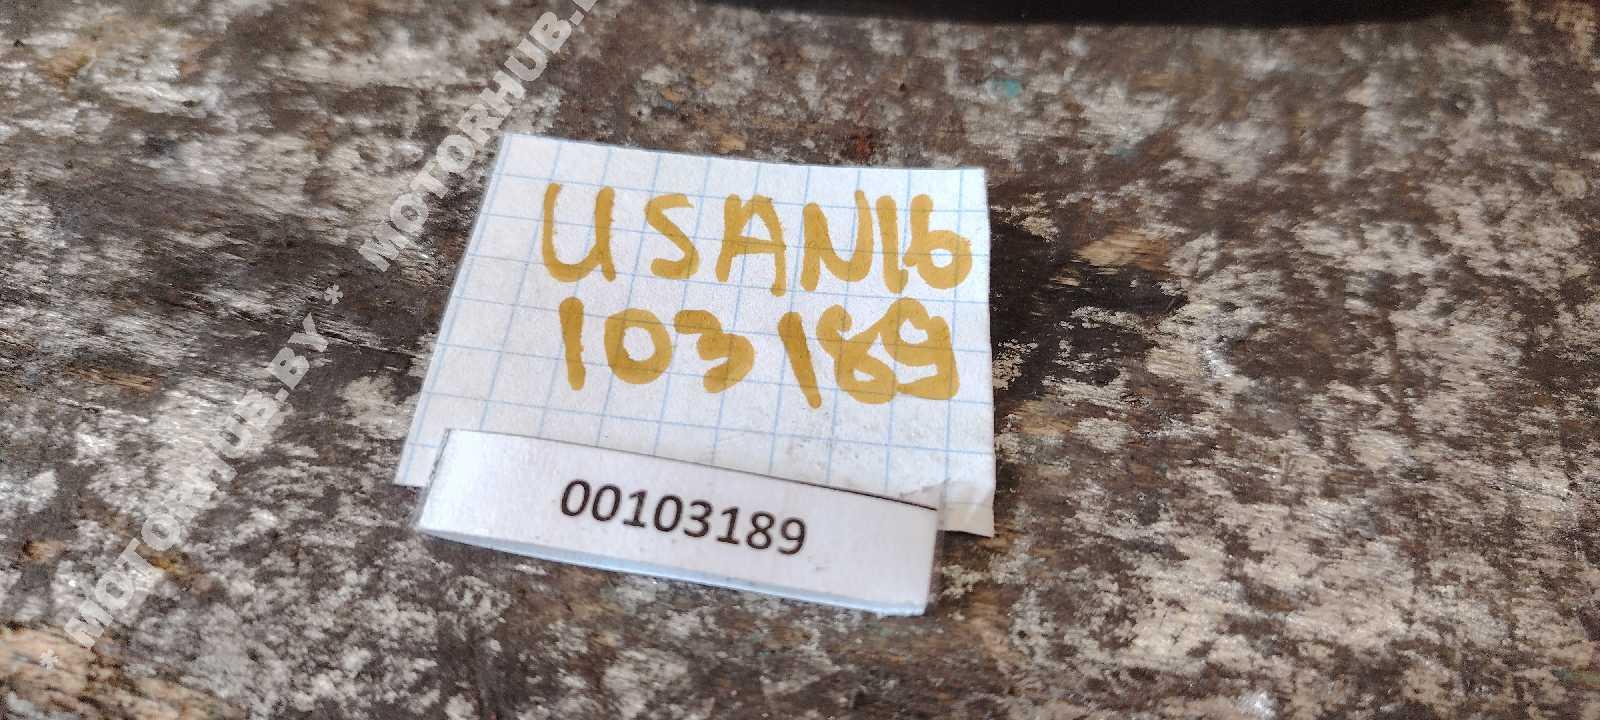 USAN16
103189
00103189
* MOTORHUB.BY * MOTORHUB.